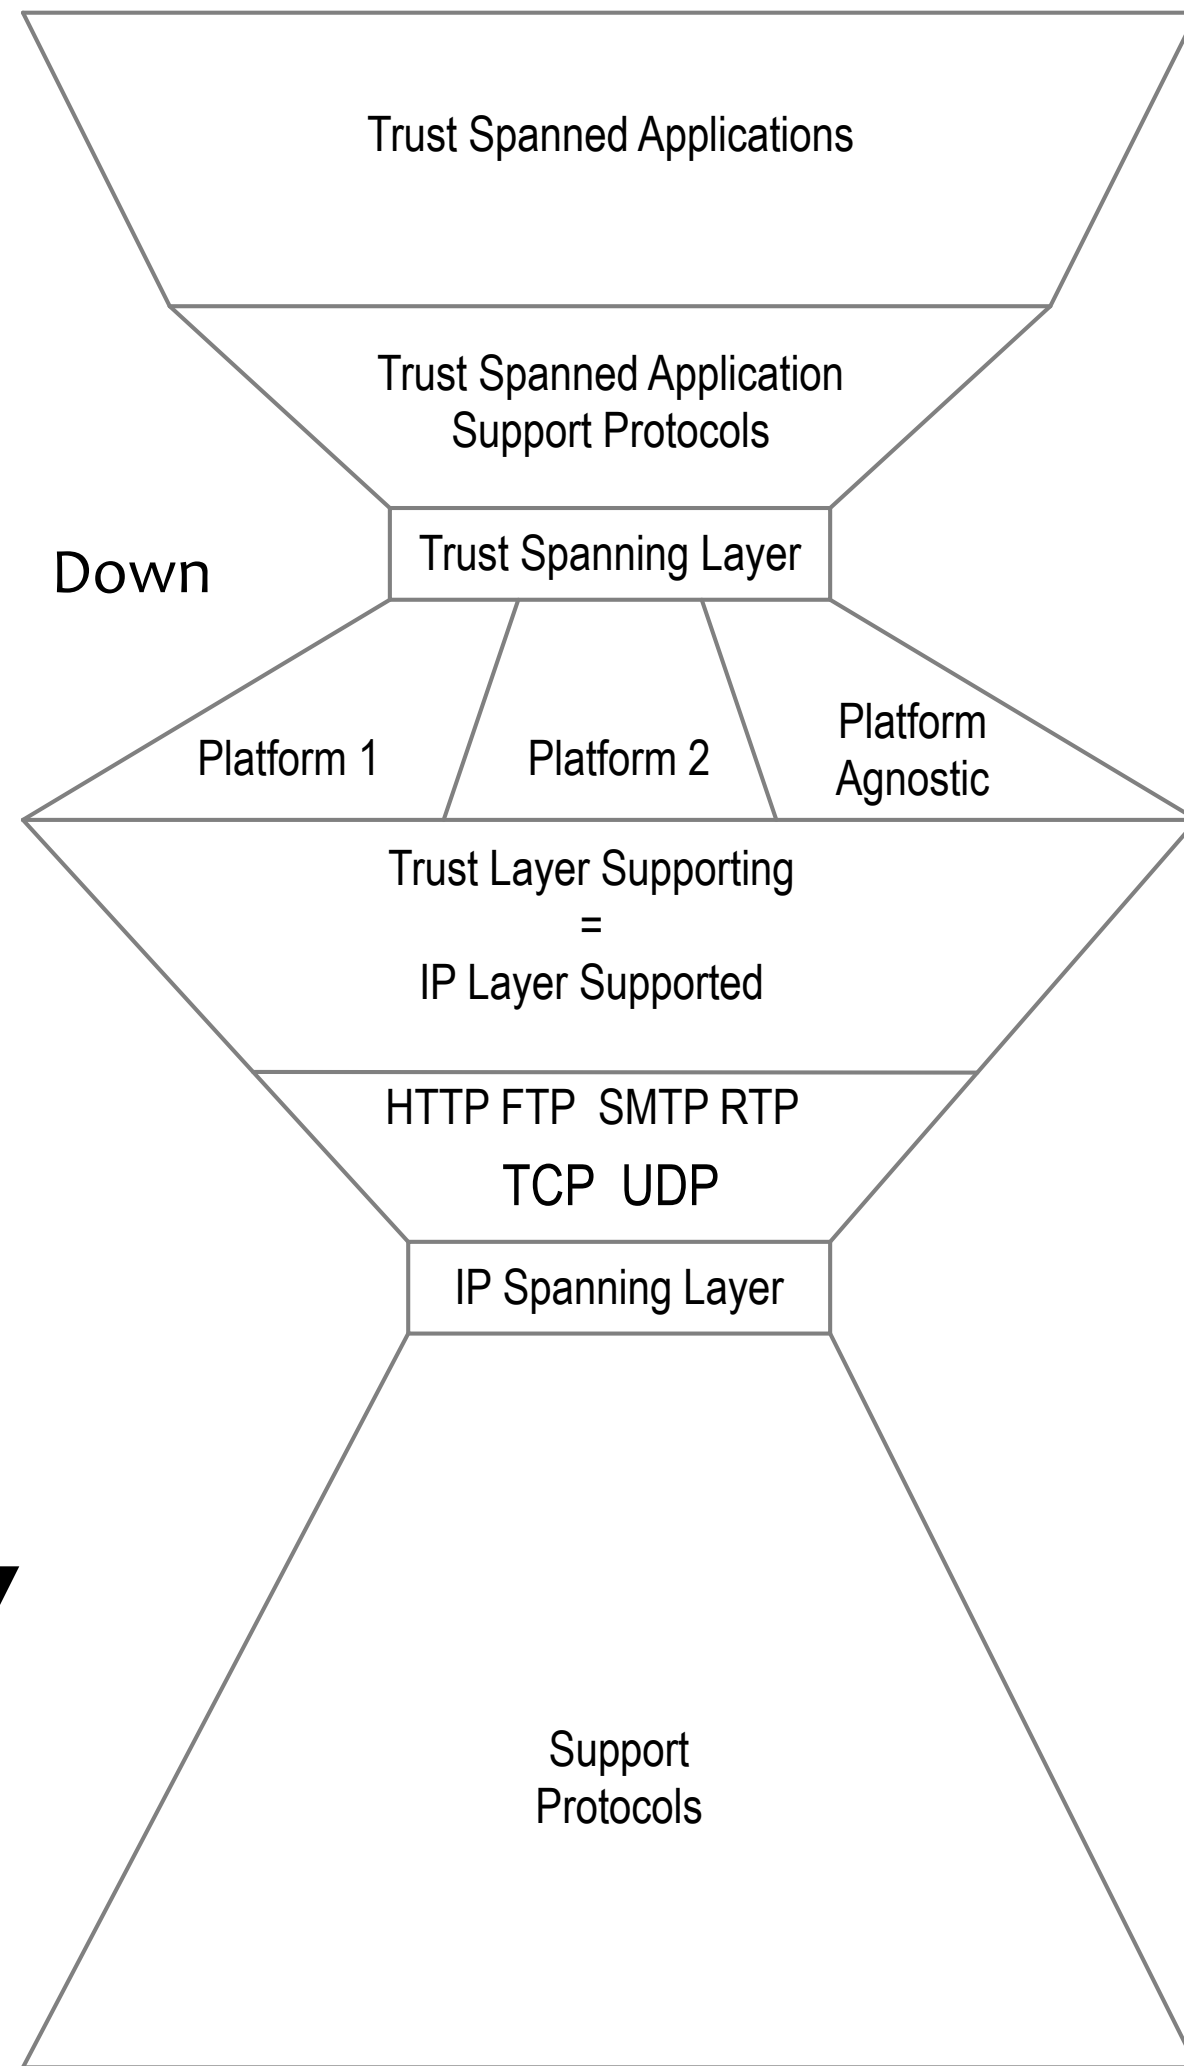 Trust Spanned Applications
Trust Spanned Application
Support Protocols
Down
Trust Spanning Layer
Platform 1
Platform 2
Platform
Agnostic
Trust Layer Supporting
=
IP Layer Supported
HTTP FTP SMTP RTP
TCP UDP
IP Spanning Layer
Support
Protocols